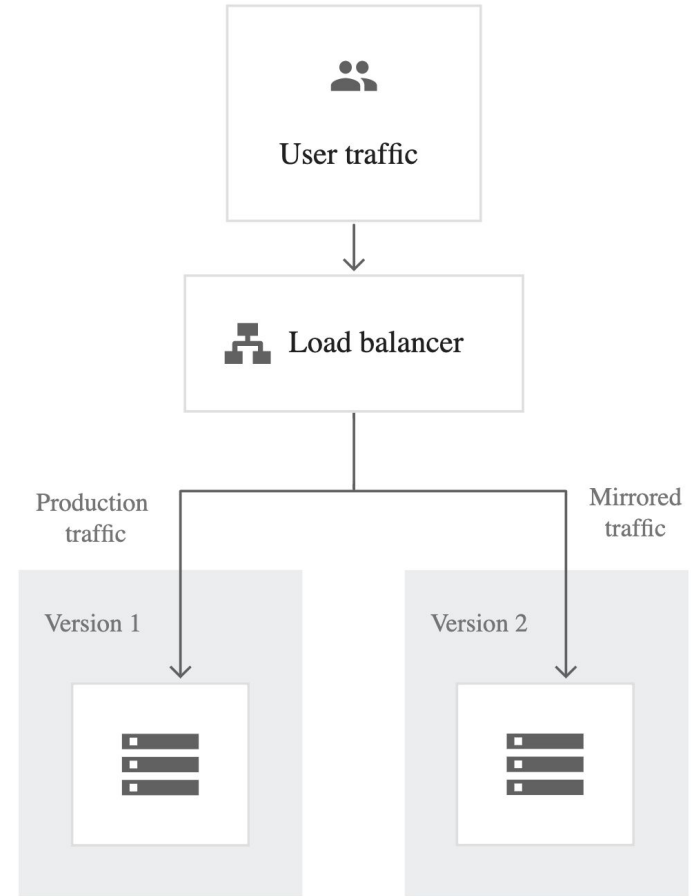 User traffic
Load balancer
Production
traffic
Mirrored
traffic
Version 1
Version 2